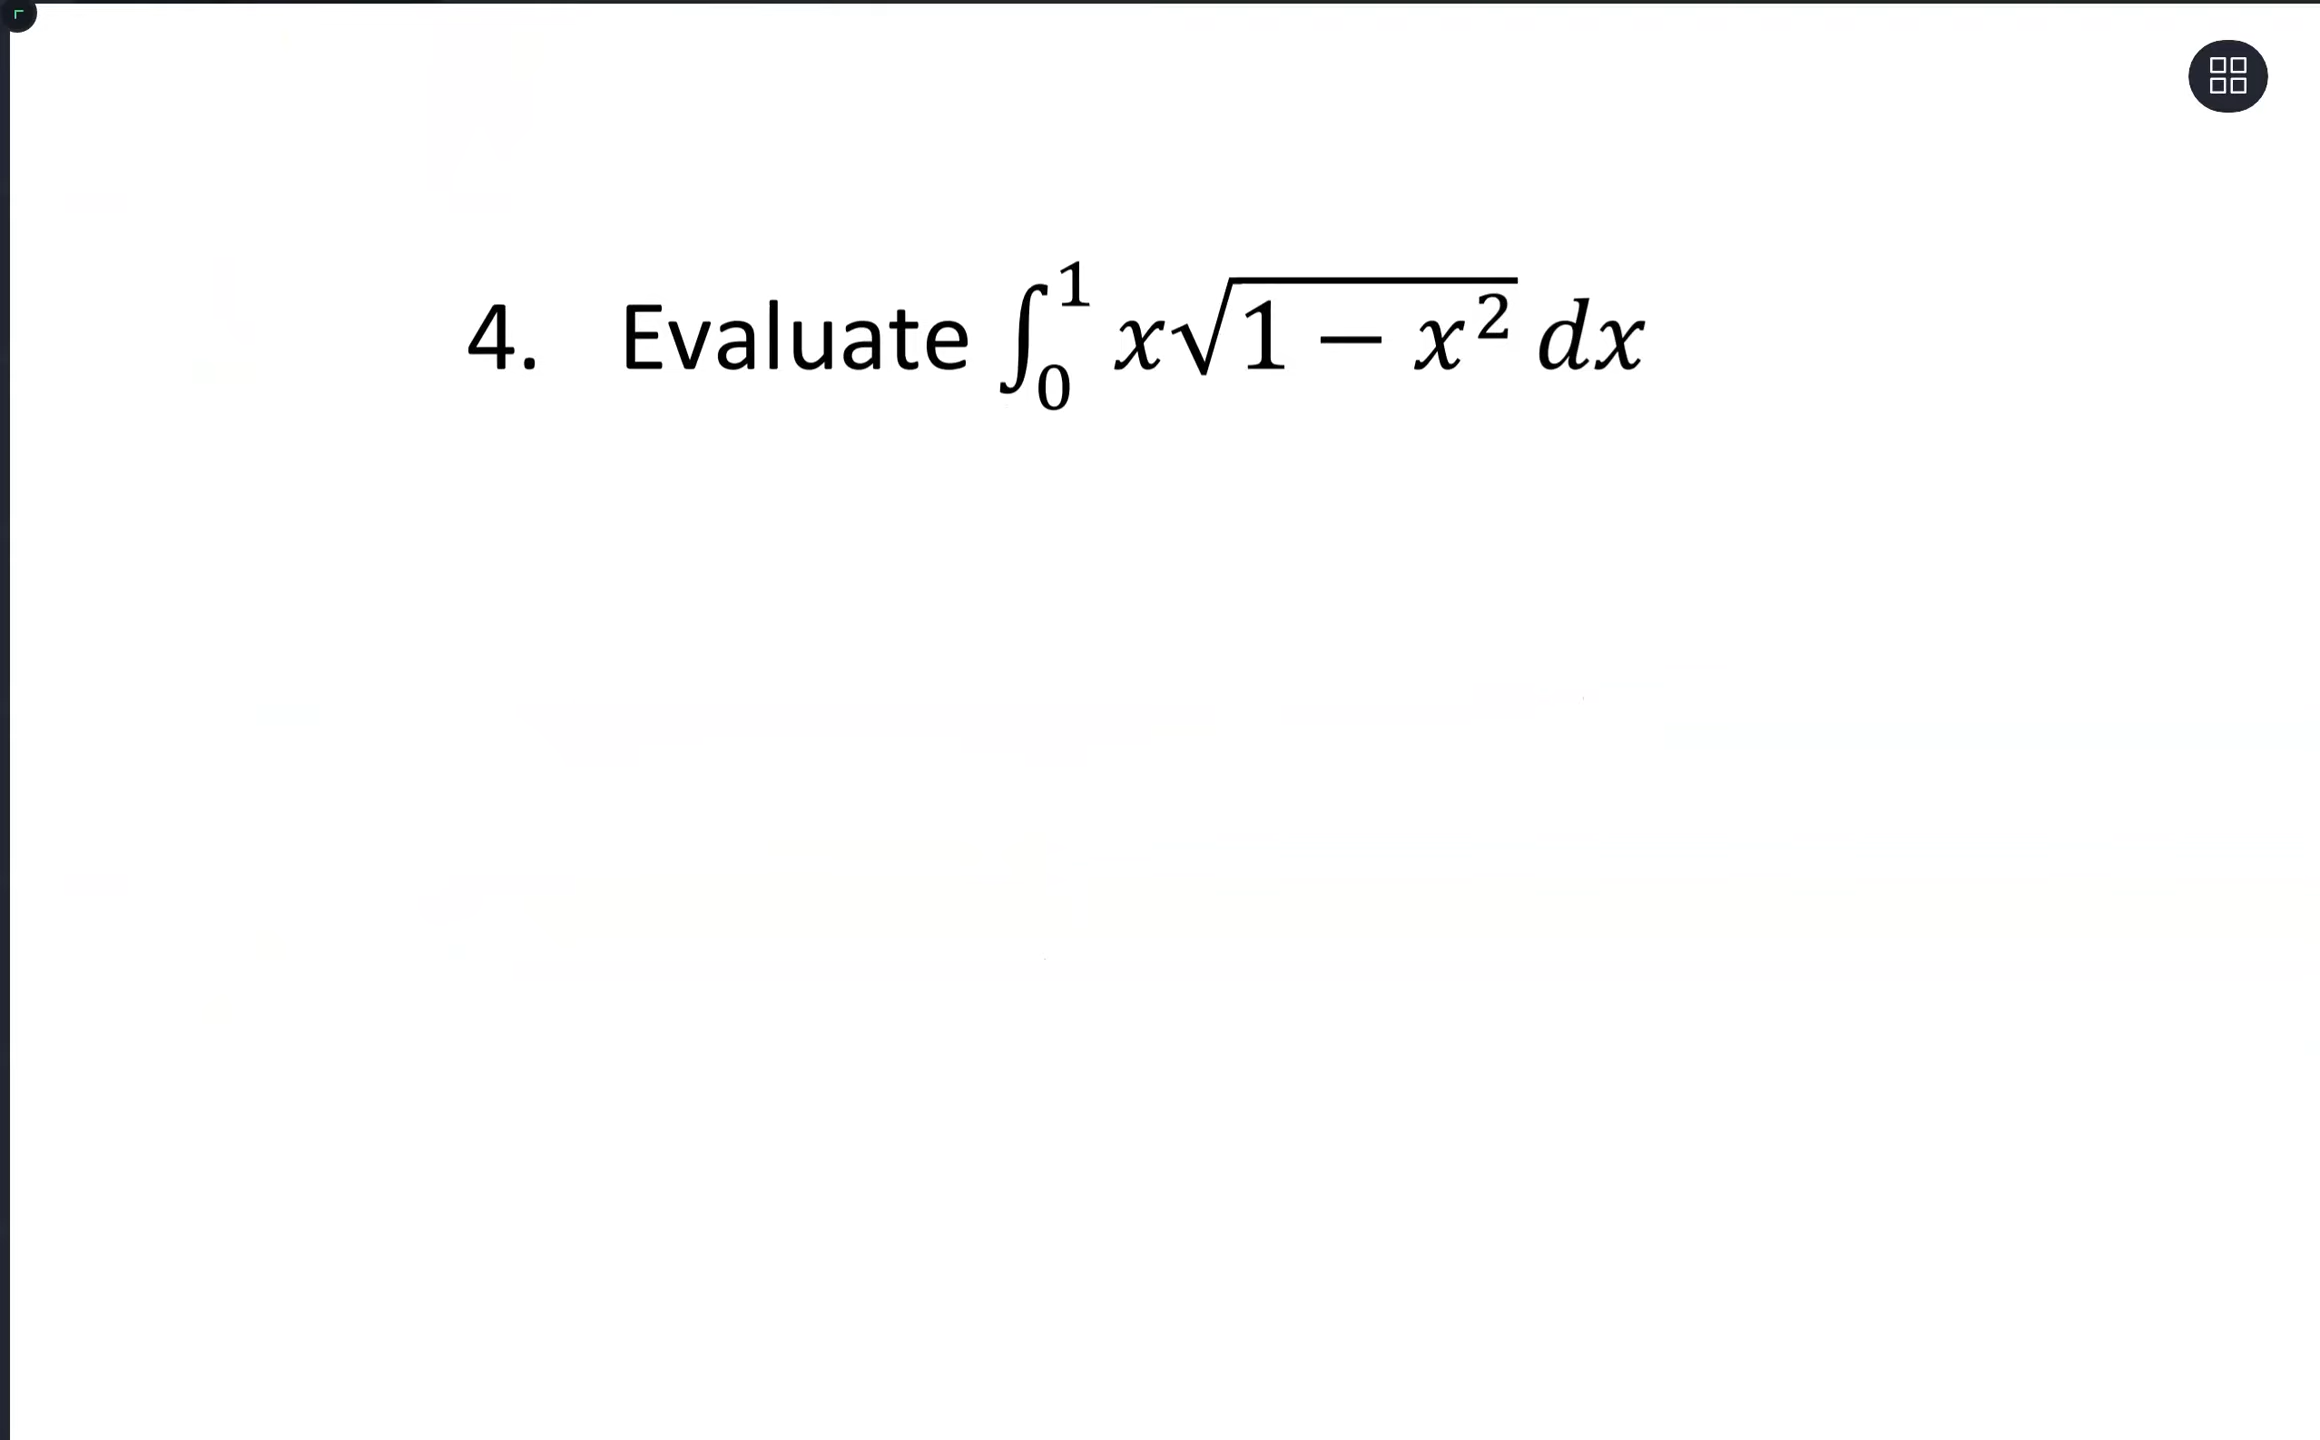 4. Evaluate ∫₀¹ x√(1 − x²) dx